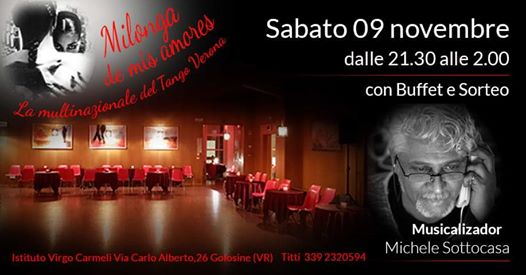 Milonga
de mis amores
La multinazionale del Tango Verona
Sabato 09 novembre
dalle 21.30 alle 2.00
con Buffet e Sorteo
Musicalizador
Michele Sottocasa
Istituto Virgo Carmeli Via Carlo Alberto,26 Golosine (VR) Titti 339 2320594